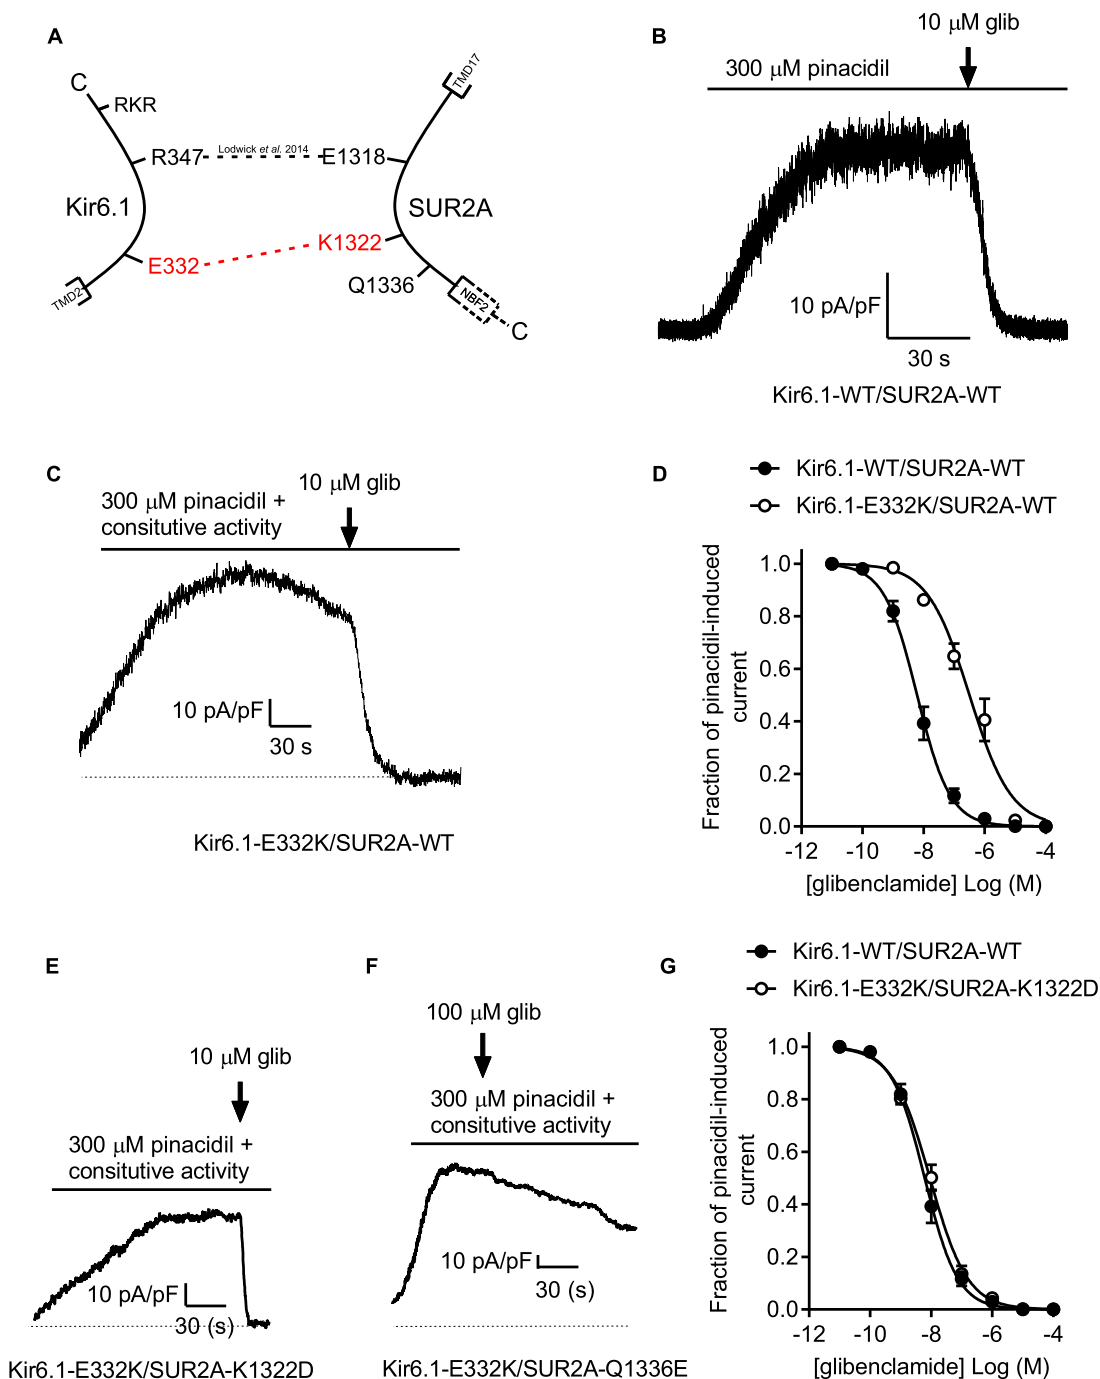 A
C
RKR
R347
Lodwick et al. 2014
E1318
TMD17
Kir6.1
SUR2A
E332
K1322
Q1336
TMD2
NBF2
C
B
10 μM glib
300 μM pinacidil
10 pA/pF
30 s
Kir6.1-WT/SUR2A-WT
C
10 μM glib
300 μM pinacidil +
consitutive activity
10 pA/pF
30 s
Kir6.1-E332K/SUR2A-WT
D
Kir6.1-WT/SUR2A-WT
Kir6.1-E332K/SUR2A-WT
Fraction of pinacidil-induced
current
1.0
0.8
0.6
0.4
0.2
0.0
-12 -10 -8 -6 -4
[glibenclamide] Log (M)
E
10 μM glib
300 μM pinacidil +
consitutive activity
10 pA/pF
30 (s)
Kir6.1-E332K/SUR2A-K1322D
F
100 μM glib
300 μM pinacidil +
consitutive activity
10 pA/pF
30 (s)
Kir6.1-E332K/SUR2A-Q1336E
G
Kir6.1-WT/SUR2A-WT
Kir6.1-E332K/SUR2A-K1322D
Fraction of pinacidil-induced
current
1.0
0.8
0.6
0.4
0.2
0.0
-12 -10 -8 -6 -4
[glibenclamide] Log (M)